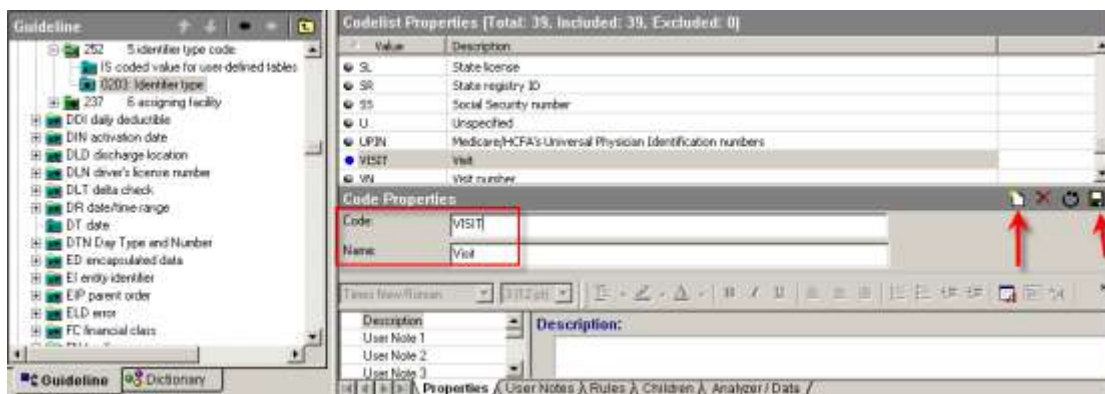 Guideline
252 5 identifier type code
IS coded value for user-defined tables
0203 Identifier type
237 6 assigning facility
DDI daily deductible
DIN activation date
DLD discharge location
DLN driver's license number
DLT delta check
DR date/time range
DT date
DTN Day Type and Number
ED encapsulated data
EI entity identifier
EIP parent order
ELD error
FC financial class
Guideline Dictionary
Codelist Properties (Total: 39, Included: 39, Excluded: 0)
Value Description
SL State license
SR State registry ID
SS Social Security number
U Unspecified
UPIN Medicare/HCFA's Universal Physician Identification numbers
VISIT Visit
VN Visit number
Code Properties
Code: VISIT
Name: Visit
Times New Roman
Description
User Note 1
User Note 2
User Note 3
Description:
Properties User Notes Rules Children Analyzer / Data